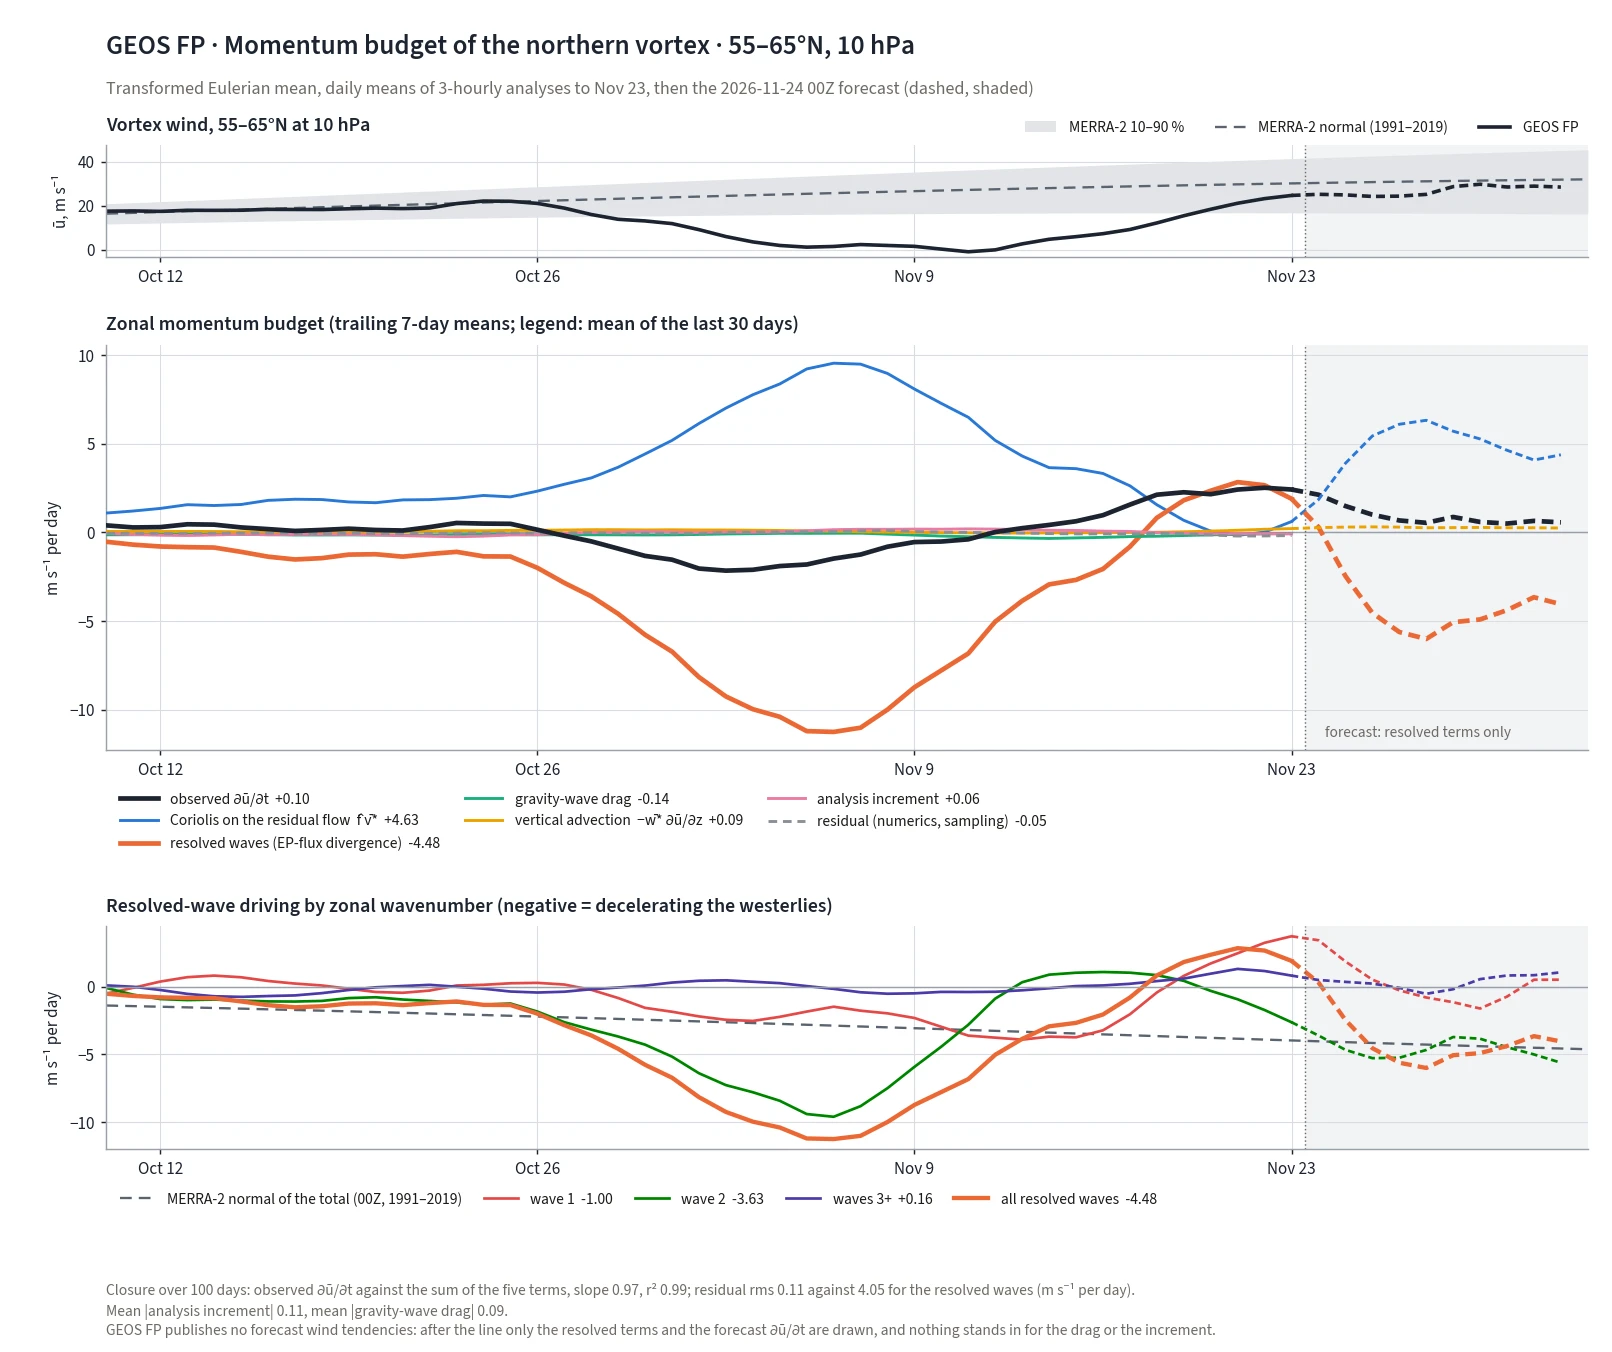 GEOS FP · Momentum budget of the northern vortex · 55–65°N, 10 hPa
Transformed Eulerian mean, daily means of 3-hourly analyses to Nov 23, then the 2026-11-24 00Z forecast (dashed, shaded)
Vortex wind, 55–65°N at 10 hPa
MERRA-2 10–90 % MERRA-2 normal (1991–2019) GEOS FP
ū, m s⁻¹
40
20
0
Oct 12 Oct 26 Nov 9 Nov 23
Zonal momentum budget (trailing 7-day means; legend: mean of the last 30 days)
m s⁻¹ per day
10
5
0
−5
−10
forecast: resolved terms only
Oct 12 Oct 26 Nov 9 Nov 23
observed ∂ū/∂t +0.10 gravity-wave drag -0.14 analysis increment +0.06
Coriolis on the residual flow f v̄* +4.63 vertical advection −w̄* ∂ū/∂z +0.09 residual (numerics, sampling) -0.05
resolved waves (EP-flux divergence) -4.48
Resolved-wave driving by zonal wavenumber (negative = decelerating the westerlies)
m s⁻¹ per day
0
−5
−10
Oct 12 Oct 26 Nov 9 Nov 23
MERRA-2 normal of the total (00Z, 1991–2019) wave 1 -1.00 wave 2 -3.63 waves 3+ +0.16 all resolved waves -4.48
Closure over 100 days: observed ∂ū/∂t against the sum of the five terms, slope 0.97, r² 0.99; residual rms 0.11 against 4.05 for the resolved waves (m s⁻¹ per day).
Mean |analysis increment| 0.11, mean |gravity-wave drag| 0.09.
GEOS FP publishes no forecast wind tendencies: after the line only the resolved terms and the forecast ∂ū/∂t are drawn, and nothing stands in for the drag or the increment.